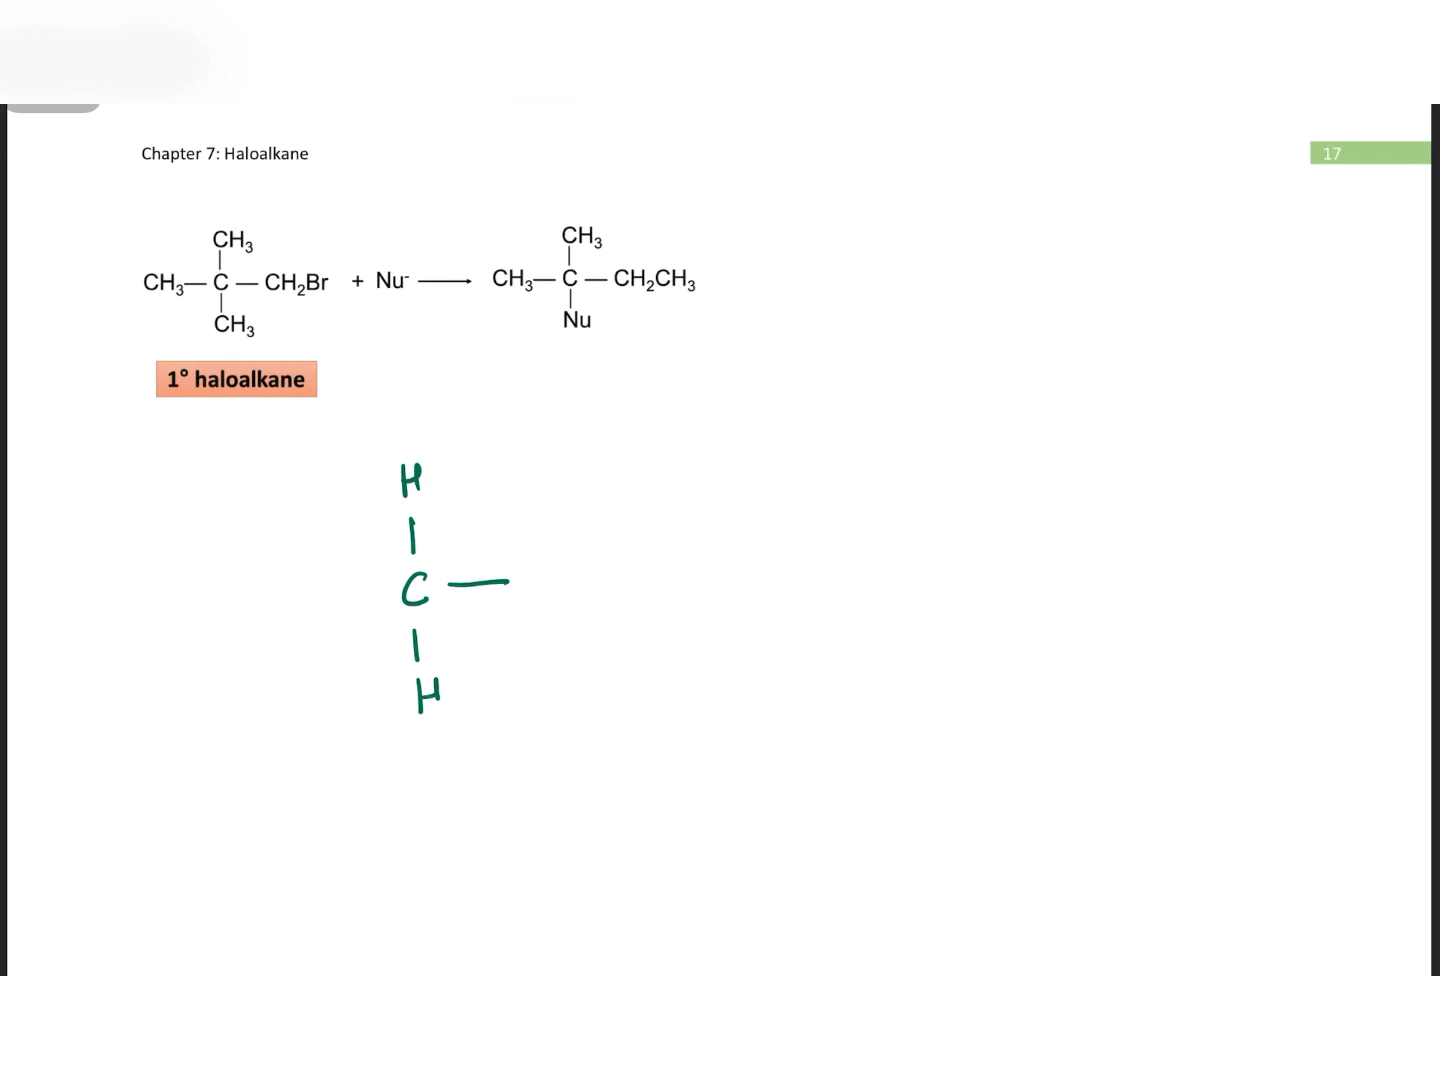 Chapter 7: Haloalkane
17
CH3
CH3— C — CH2Br + Nu-
CH3
CH3
CH3— C — CH2CH3
Nu
1° haloalkane
H
C
H